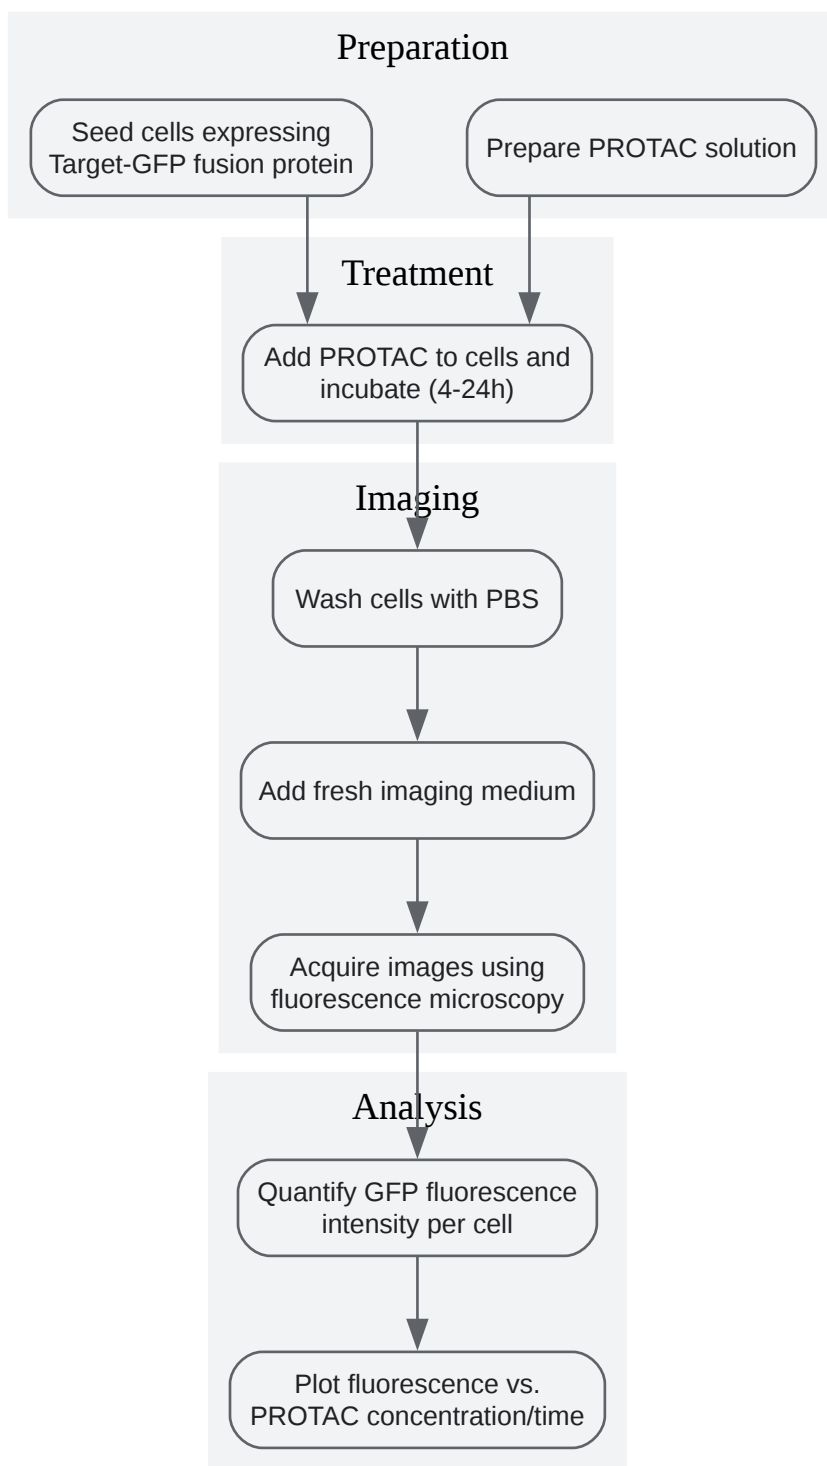 Preparation
Seed cells expressing
Target-GFP fusion protein
Prepare PROTAC solution
Treatment
Add PROTAC to cells and
incubate (4-24h)
Imaging
Wash cells with PBS
Add fresh imaging medium
Acquire images using
fluorescence microscopy
Analysis
Quantify GFP fluorescence
intensity per cell
Plot fluorescence vs.
PROTAC concentration/time